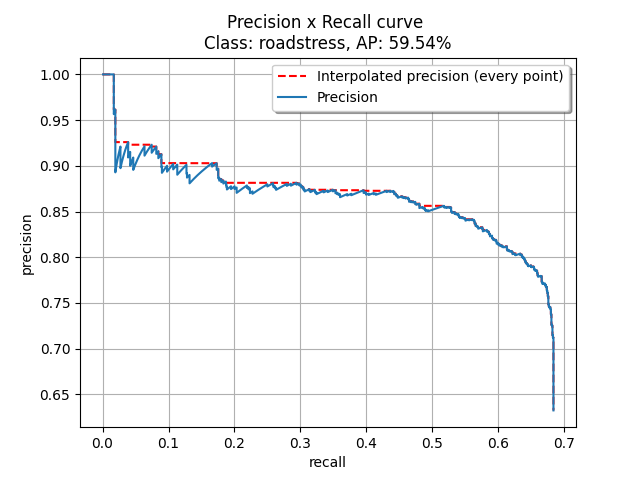 Precision x Recall curve
Class: roadstress, AP: 59.54%
Interpolated precision (every point)
Precision
1.00
0.95
0.90
0.85
0.80
0.75
0.70
0.65
precision
0.0 0.1 0.2 0.3 0.4 0.5 0.6 0.7
recall